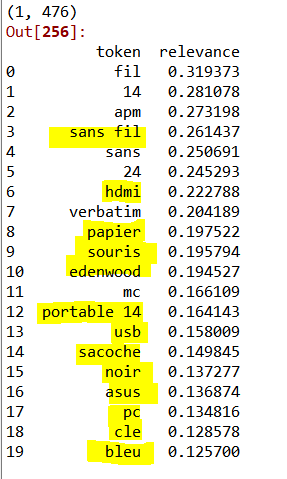 (1, 476)
Out[256]:
token relevance
0 fil 0.319373
1 14 0.281078
2 apm 0.273198
3 sans fil 0.261437
4 sans 0.250691
5 24 0.245293
6 hdmi 0.222788
7 verbatim 0.204189
8 papier 0.197522
9 souris 0.195794
10 edenwood 0.194527
11 mc 0.166109
12 portable 14 0.164143
13 usb 0.158009
14 sacoche 0.149845
15 noir 0.137277
16 asus 0.136874
17 pc 0.134816
18 cle 0.128578
19 bleu 0.125700